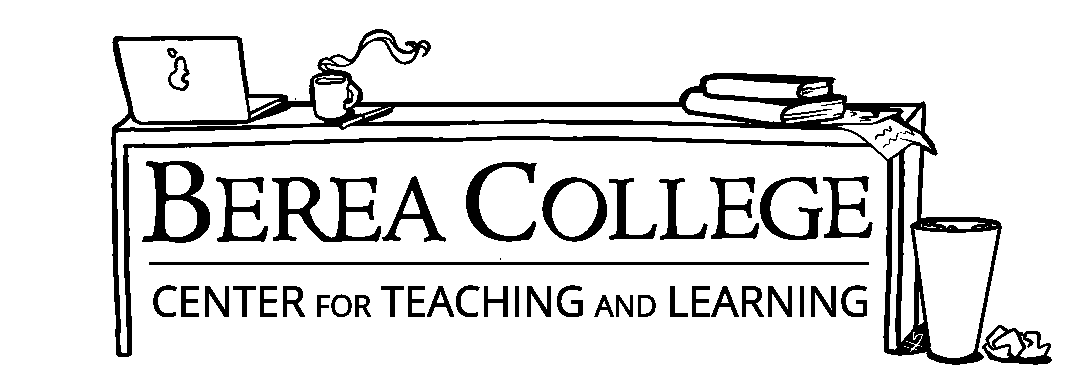 BEREA COLLEGE
CENTER FOR TEACHING AND LEARNING